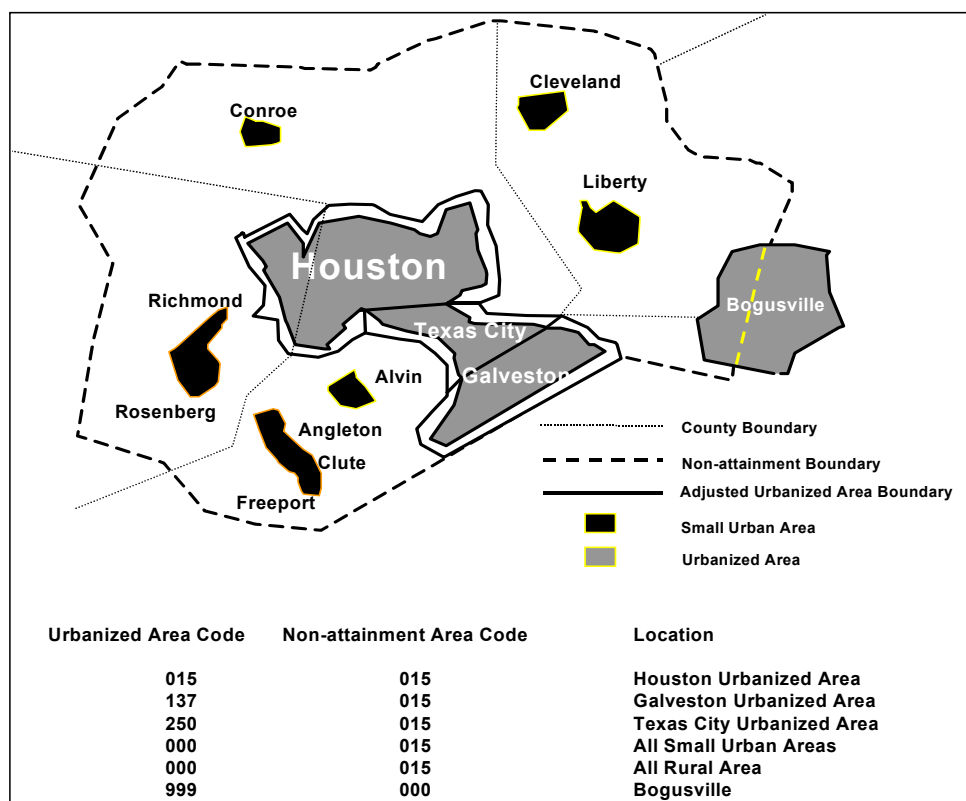 Cleveland
Conroe
Liberty
Houston
Bogusville
Richmond
Texas City
Galveston
Alvin
Rosenberg
Angleton
Clute
Freeport
County Boundary
Non-attainment Boundary
Adjusted Urbanized Area Boundary
Small Urban Area
Urbanized Area
Urbanized Area Code Non-attainment Area Code Location
015 015 Houston Urbanized Area
137 015 Galveston Urbanized Area
250 015 Texas City Urbanized Area
000 015 All Small Urban Areas
000 015 All Rural Area
999 000 Bogusville